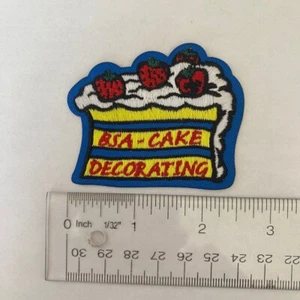 BSA - CAKE
DECORATING
0 Inch 1/32" 1 2 3
30 29 28 27 26 25 24 23 22